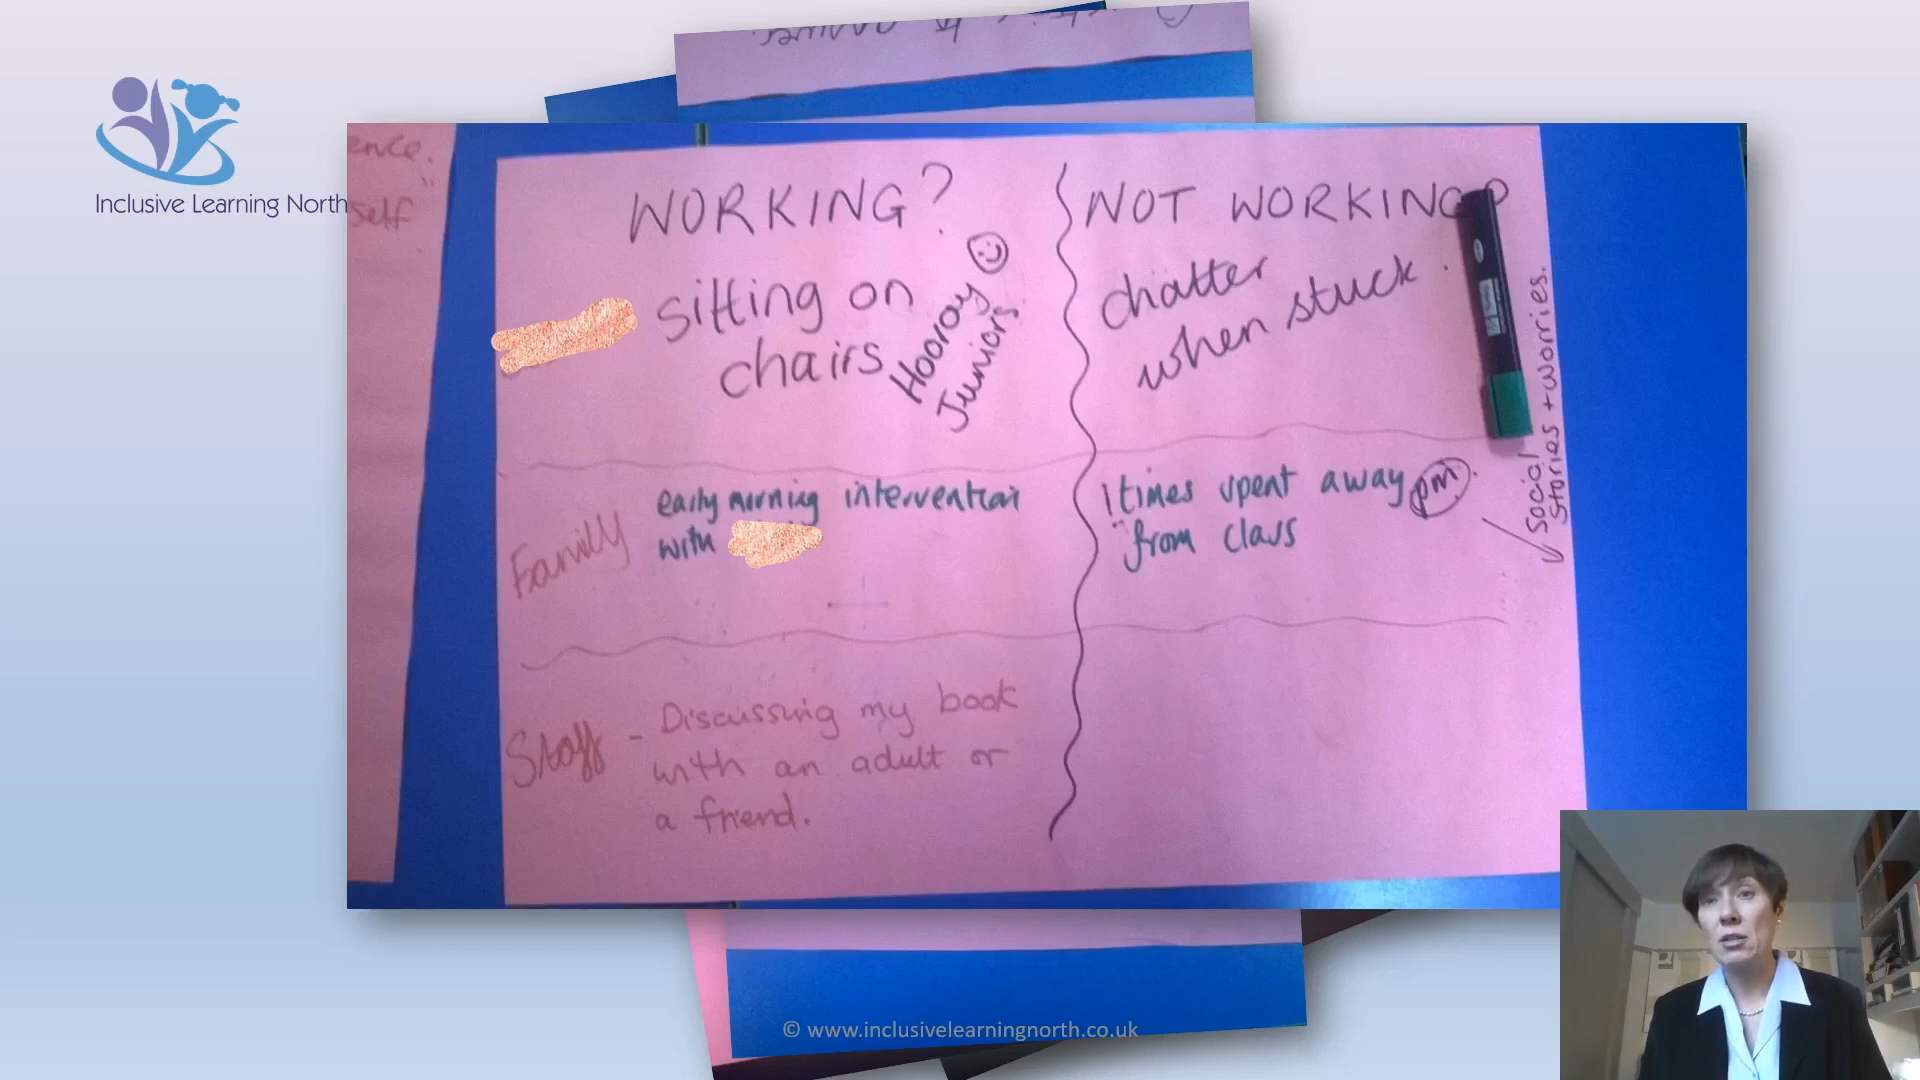 Inclusive Learning North
ence.
self
WORKING?
sitting on
chairs
Hooray
Juniors
NOT WORKING?
chatter
when stuck.
Social
Stories + worries.
Family
early morning intervention
with
times spent away pm.
from class
Staff - Discussing my book
with an adult or
a friend.
© www.inclusivelearningnorth.co.uk